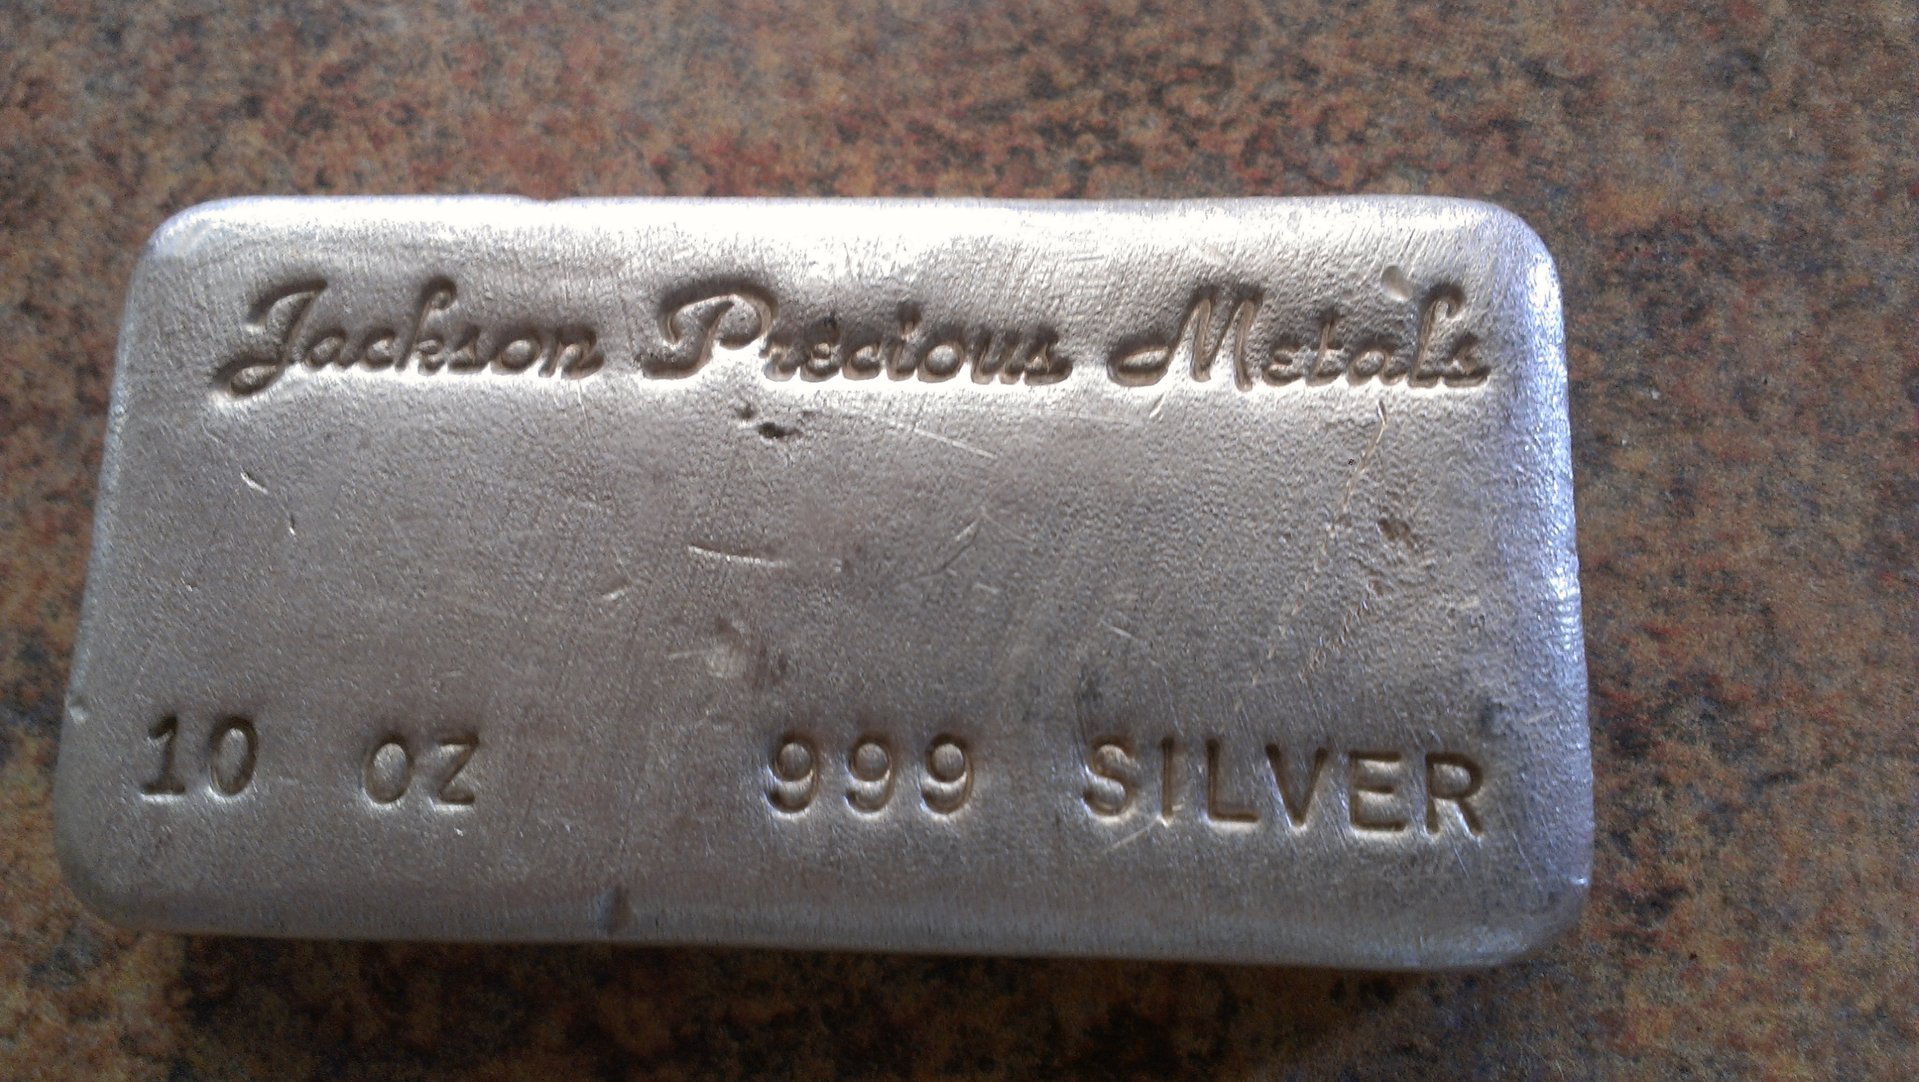 Jackson Precious Metals
10 oz 999 SILVER